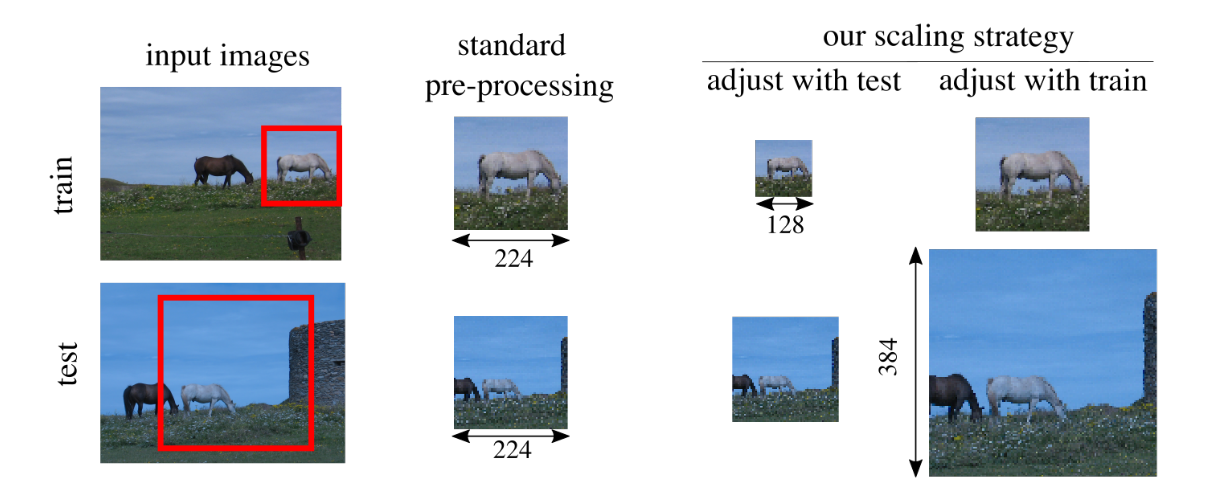 input images
standard
pre-processing
our scaling strategy
adjust with test
adjust with train
train
224
128
test
224
384